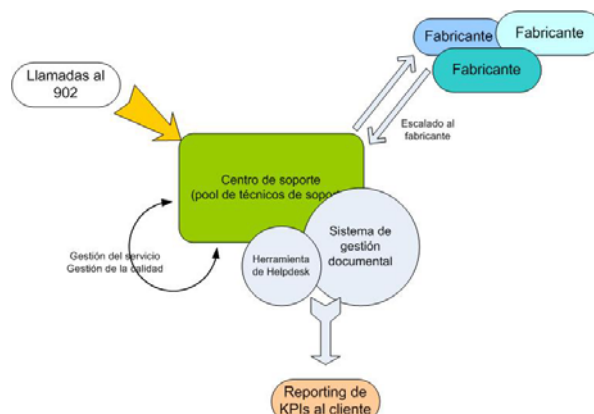 Fabricante
Fabricante
Fabricante
Llamadas al
902
Escalado al
fabricante
Centro de soporte
(pool de técnicos de soporte
Sistema de
gestión
documental
Gestión del servicio
Gestión de la calidad
Herramienta
de Helpdesk
Reporting de
KPIs al cliente